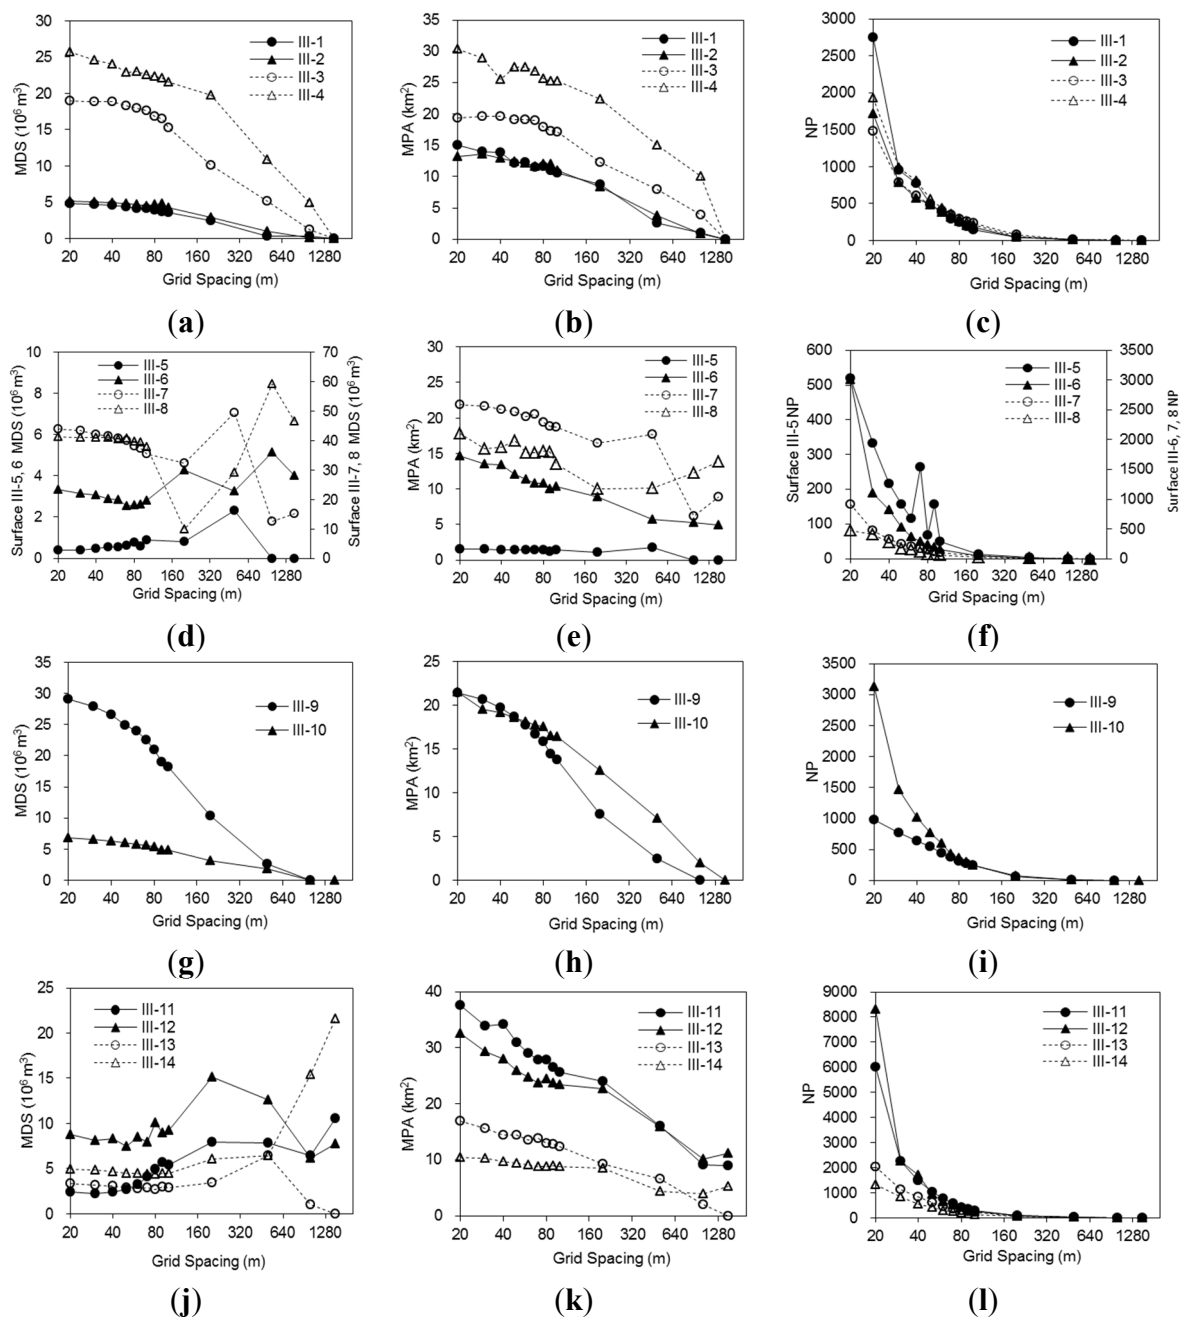 MDS (10⁶ m³)
30
25
20
15
10
5
0
20 40 80 160 320 640 1280
Grid Spacing (m)
III-1
III-2
III-3
III-4
(a)
MPA (km²)
35
30
25
20
15
10
5
0
20 40 80 160 320 640 1280
Grid Spacing (m)
III-1
III-2
III-3
III-4
(b)
NP
3000
2500
2000
1500
1000
500
0
20 40 80 160 320 640 1280
Grid Spacing (m)
III-1
III-2
III-3
III-4
(c)
Surface III-5, 6 MDS (10⁶ m³)
10
8
6
4
2
0
20 40 80 160 320 640 1280
Grid Spacing (m)
III-5
III-6
III-7
III-8
70
60
50
40
30
20
10
0
Surface III-7, 8 MDS (10⁶ m³)
(d)
MPA (km²)
30
25
20
15
10
5
0
20 40 80 160 320 640 1280
Grid Spacing (m)
III-5
III-6
III-7
III-8
(e)
Surface III-5NP
600
500
400
300
200
100
0
20 40 80 160 320 640 1280
Grid Spacing (m)
III-5
III-6
III-7
III-8
3500
3000
2500
2000
1500
1000
500
0
Surface III-6, 7, 8 NP
(f)
MDS (10⁶ m³)
35
30
25
20
15
10
5
0
20 40 80 160 320 640 1280
Grid Spacing (m)
III-9
III-10
(g)
MPA (km²)
25
20
15
10
5
0
20 40 80 160 320 640 1280
Grid Spacing (m)
III-9
III-10
(h)
NP
3500
3000
2500
2000
1500
1000
500
0
20 40 80 160 320 640 1280
Grid Spacing (m)
III-9
III-10
(i)
MDS (10⁶ m³)
25
20
15
10
5
0
20 40 80 160 320 640 1280
Grid Spacing (m)
III-11
III-12
III-13
III-14
(j)
MPA (km²)
40
30
20
10
0
20 40 80 160 320 640 1280
Grid Spacing (m)
III-11
III-12
III-13
III-14
(k)
NP
9000
8000
7000
6000
5000
4000
3000
2000
1000
0
20 40 80 160 320 640 1280
Grid Spacing (m)
III-11
III-12
III-13
III-14
(l)